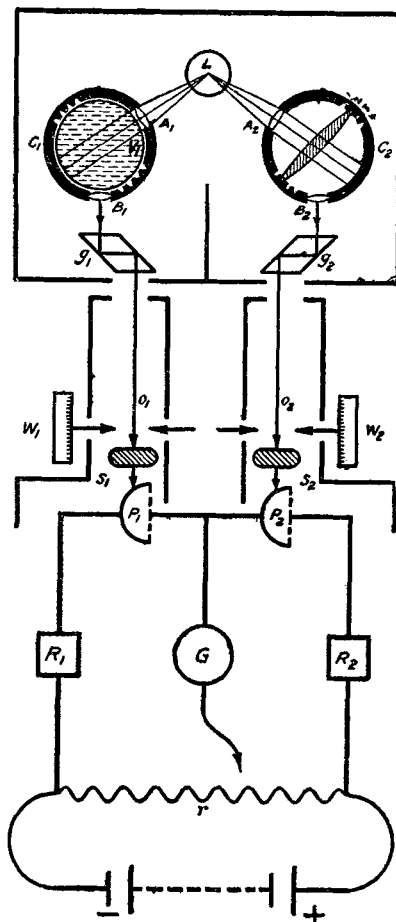 L
C₁ A₁ A₂ C₂
B₁ B₂
g₁ g₂
O₁ O₂
W₁ W₂
S₁ S₂
P₁ P₂
R₁ G R₂
r
− +